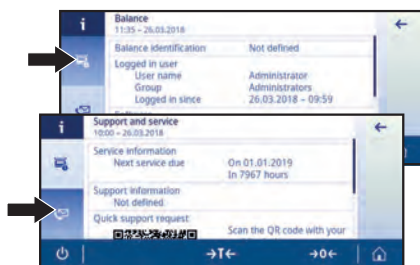 i
Balance
11:35 – 26.03.2018
Balance identification Not defined
Logged in user
User name Administrator
Group Administrators
Logged in since 26.03.2018 – 09:59
i
Support and service
10:00 – 26.03.2018
Service information
Next service due On 01.01.2019
In 7967 hours
Support information
Not defined
Quick support request
Scan the QR code with your
→T← →0←